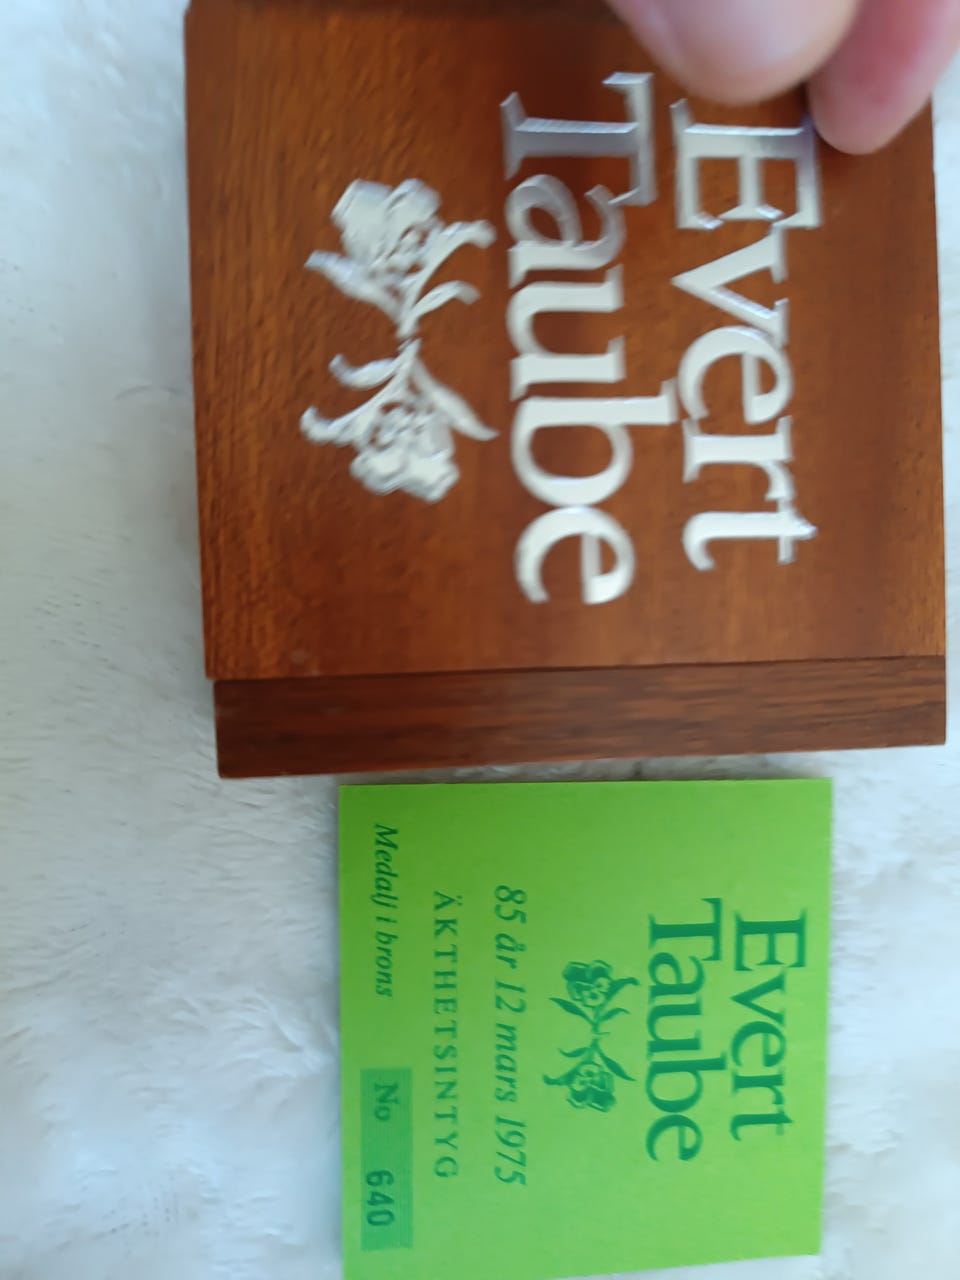 Evert
Taube
Evert
Taube
85 år 12 mars 1975
ÄKTHETSINTYG
Medalj i brons No 640